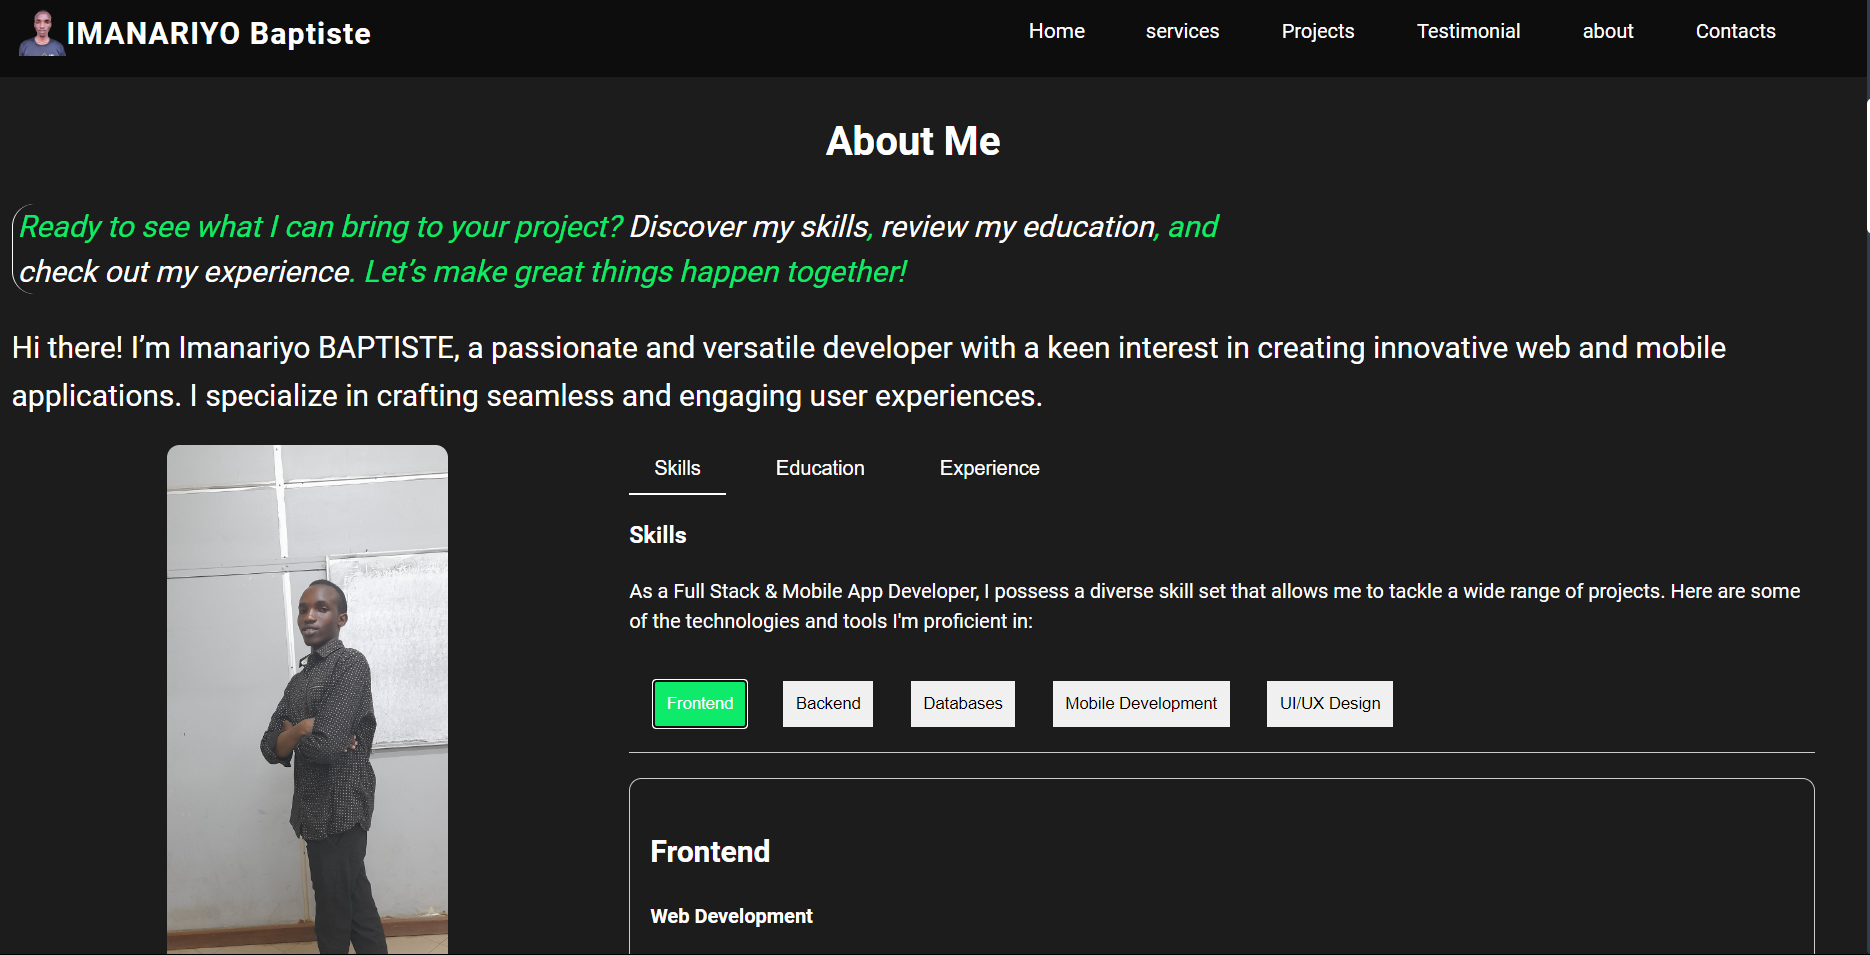 IMANARIYO Baptiste
Home services Projects Testimonial about Contacts
About Me
Ready to see what I can bring to your project? Discover my skills, review my education, and
check out my experience. Let’s make great things happen together!
Hi there! I’m Imanariyo BAPTISTE, a passionate and versatile developer with a keen interest in creating innovative web and mobile
applications. I specialize in crafting seamless and engaging user experiences.
Skills Education Experience
Skills
As a Full Stack & Mobile App Developer, I possess a diverse skill set that allows me to tackle a wide range of projects. Here are some
of the technologies and tools I'm proficient in:
Frontend Backend Databases Mobile Development UI/UX Design
Frontend
Web Development